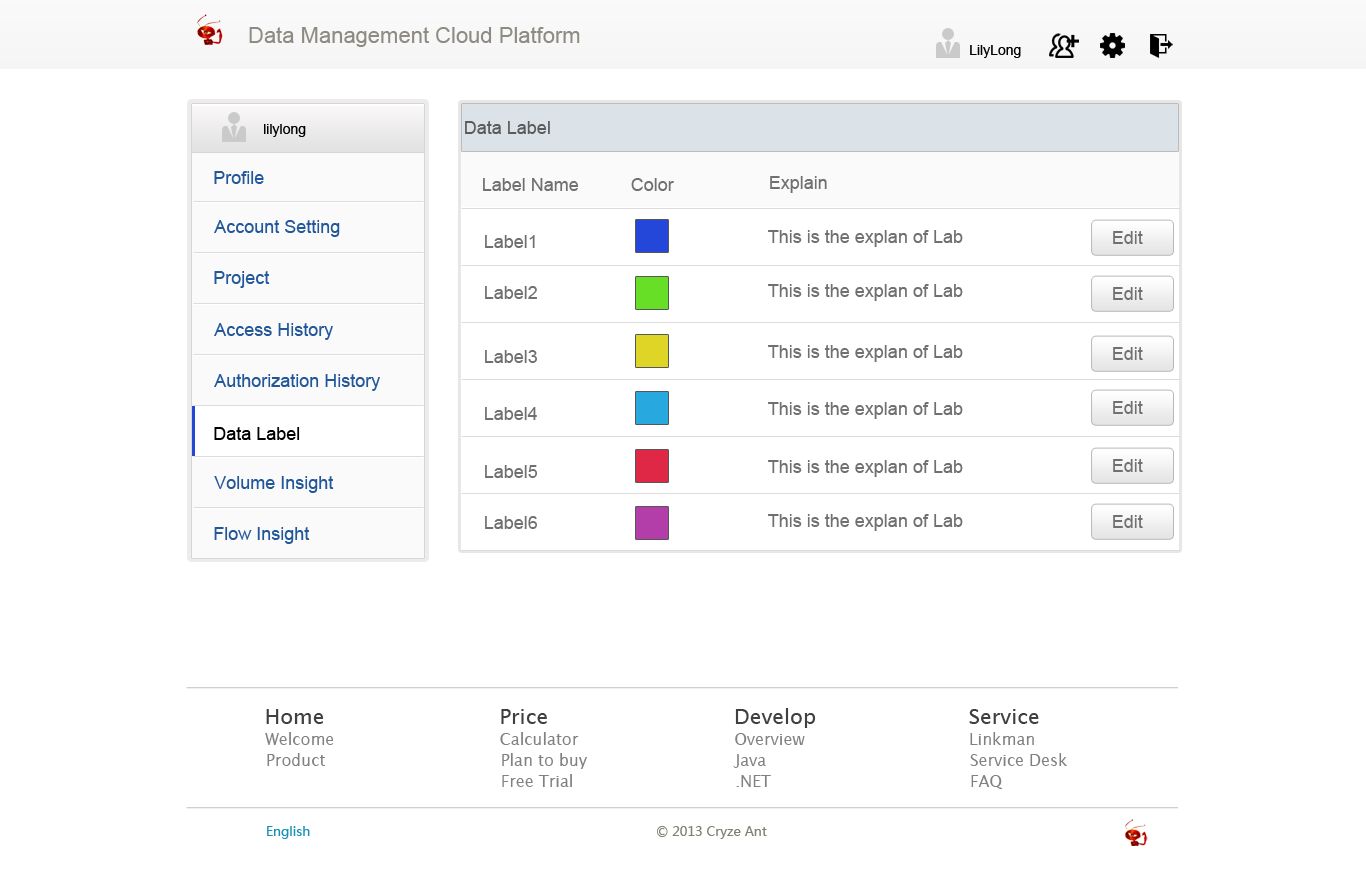 Data Management Cloud Platform
LilyLong
lilylong
Profile
Account Setting
Project
Access History
Authorization History
Data Label
Volume Insight
Flow Insight
Data Label
Label Name Color Explain
Label1 This is the explan of Lab Edit
Label2 This is the explan of Lab Edit
Label3 This is the explan of Lab Edit
Label4 This is the explan of Lab Edit
Label5 This is the explan of Lab Edit
Label6 This is the explan of Lab Edit
Home Price Develop Service
Welcome Calculator Overview Linkman
Product Plan to buy Java Service Desk
Free Trial .NET FAQ
English © 2013 Cryze Ant